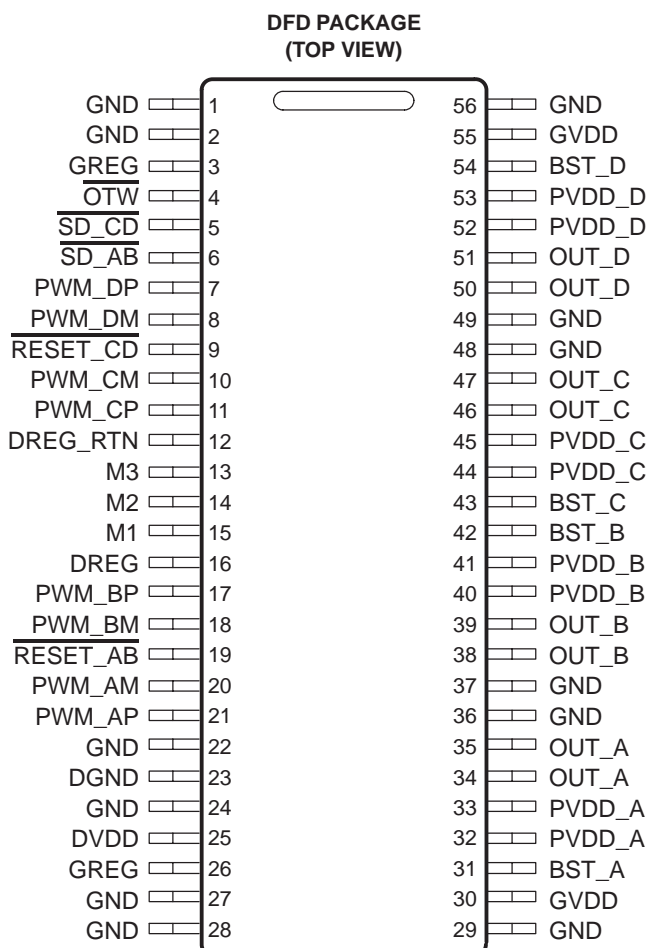 DFD PACKAGE
(TOP VIEW)
GND 1 56 GND
GND 2 55 GVDD
GREG 3 54 BST_D
OTW 4 53 PVDD_D
SD_CD 5 52 PVDD_D
SD_AB 6 51 OUT_D
PWM_DP 7 50 OUT_D
PWM_DM 8 49 GND
RESET_CD 9 48 GND
PWM_CM 10 47 OUT_C
PWM_CP 11 46 OUT_C
DREG_RTN 12 45 PVDD_C
M3 13 44 PVDD_C
M2 14 43 BST_C
M1 15 42 BST_B
DREG 16 41 PVDD_B
PWM_BP 17 40 PVDD_B
PWM_BM 18 39 OUT_B
RESET_AB 19 38 OUT_B
PWM_AM 20 37 GND
PWM_AP 21 36 GND
GND 22 35 OUT_A
DGND 23 34 OUT_A
GND 24 33 PVDD_A
DVDD 25 32 PVDD_A
GREG 26 31 BST_A
GND 27 30 GVDD
GND 28 29 GND